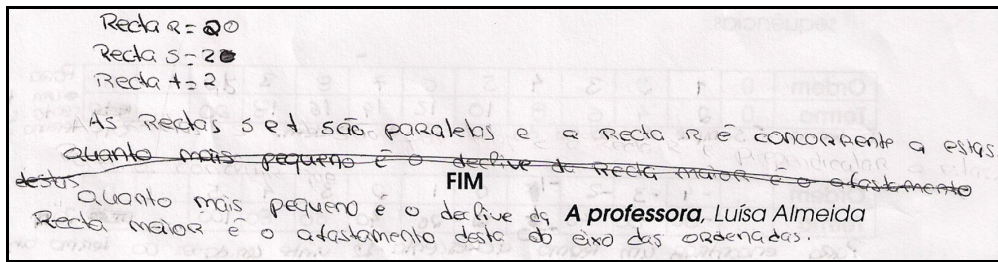 Recta R = 20
Recta S = 2
Recta t = 2
As Rectas s e t são paralelas e a Recta R é concorrente a estas.
Quanto mais pequeno é o declive da Recta maior é o afastamento
destas
FIM
Quanto mais pequeno é o declive da
A professora, Luísa Almeida
Recta maior é o afastamento desta do eixo das ordenadas.